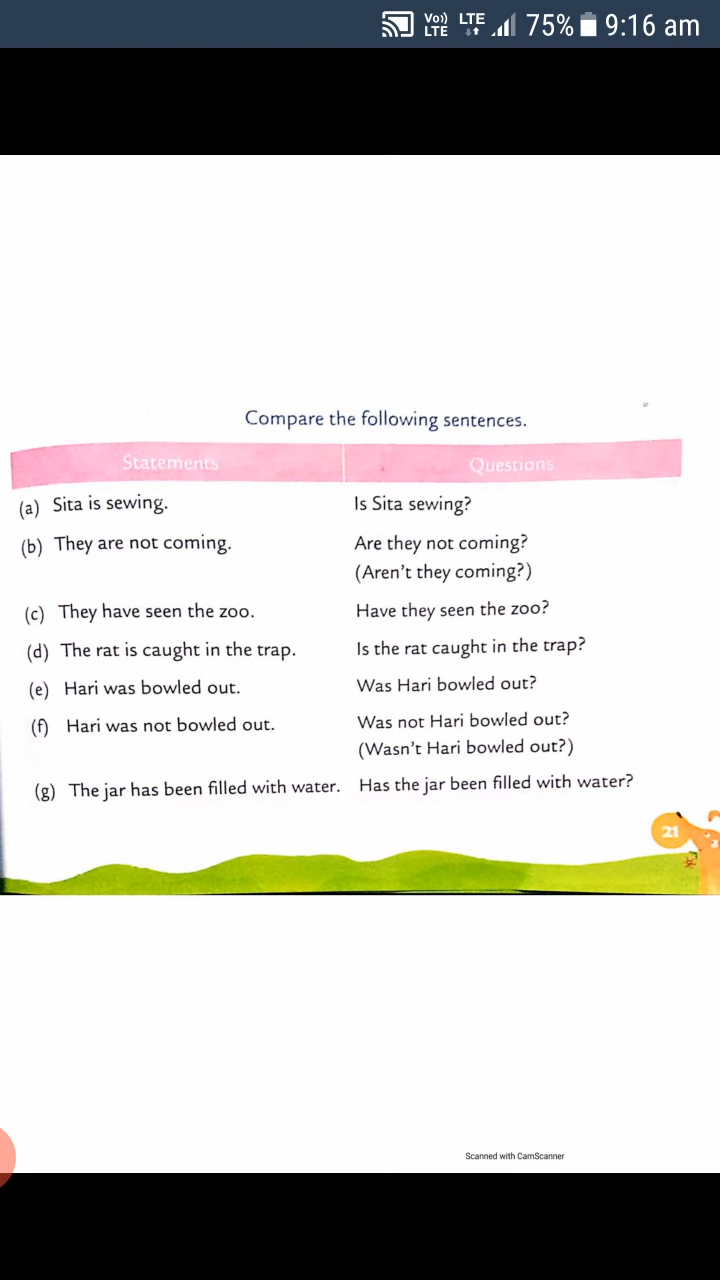 Vo)) LTE LTE 75% 9:16 am
Compare the following sentences.
Statements Questions
(a) Sita is sewing. Is Sita sewing?
(b) They are not coming. Are they not coming?
(Aren't they coming?)
(c) They have seen the zoo. Have they seen the zoo?
(d) The rat is caught in the trap. Is the rat caught in the trap?
(e) Hari was bowled out. Was Hari bowled out?
(f) Hari was not bowled out. Was not Hari bowled out?
(Wasn't Hari bowled out?)
(g) The jar has been filled with water. Has the jar been filled with water?
21
Scanned with CamScanner